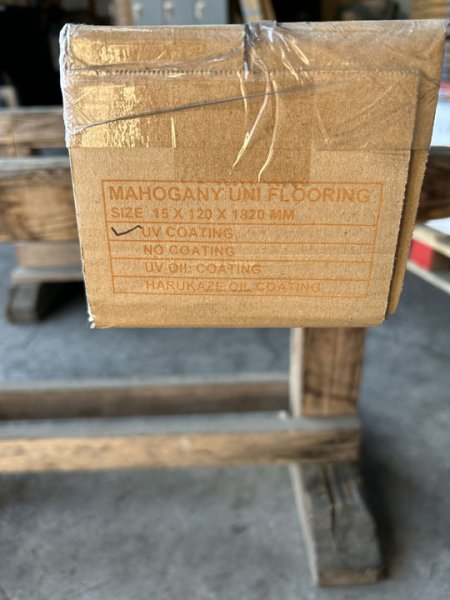 MAHOGANY UNI FLOORING
SIZE 15 X 120 X 1820 MM
UV COATING
NO COATING
UV OIL COATING
HARUKAZE OIL COATING